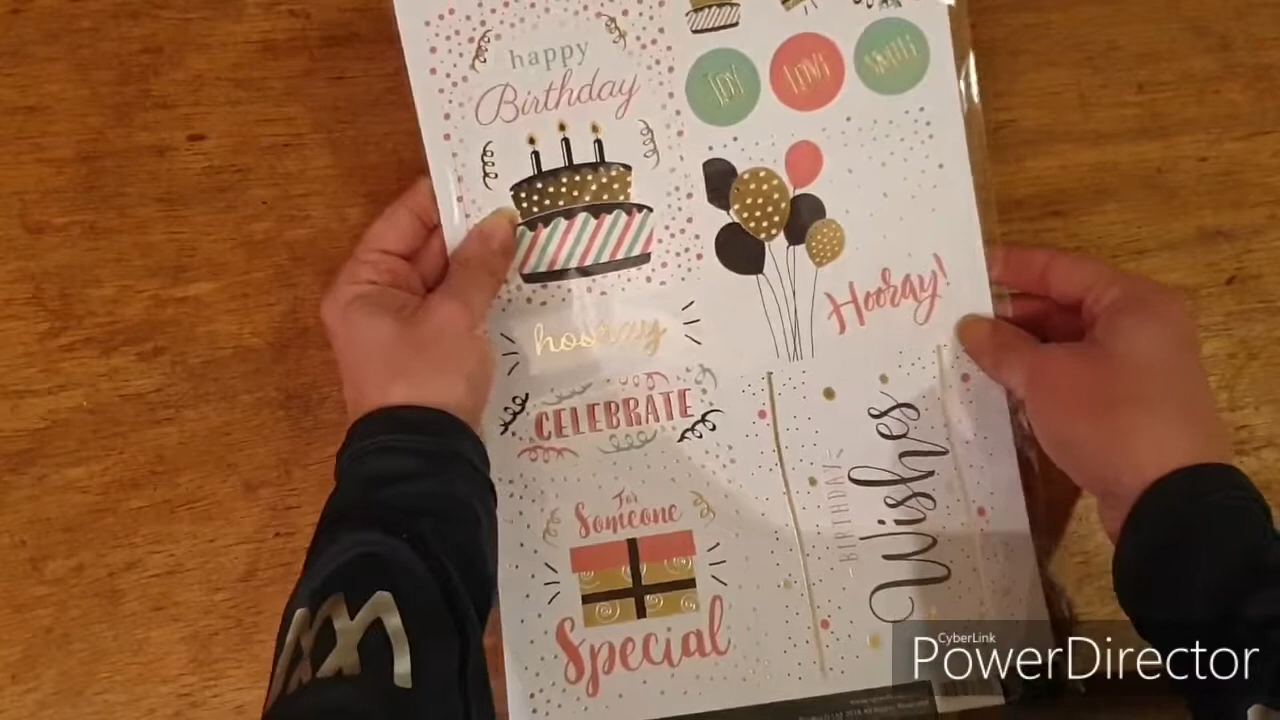 happy
Birthday
JOY
LOVE
SMILE
Hooray!
hooray
CELEBRATE
For
Someone
Special
BIRTHDAY
Wishes
CyberLink
PowerDirector